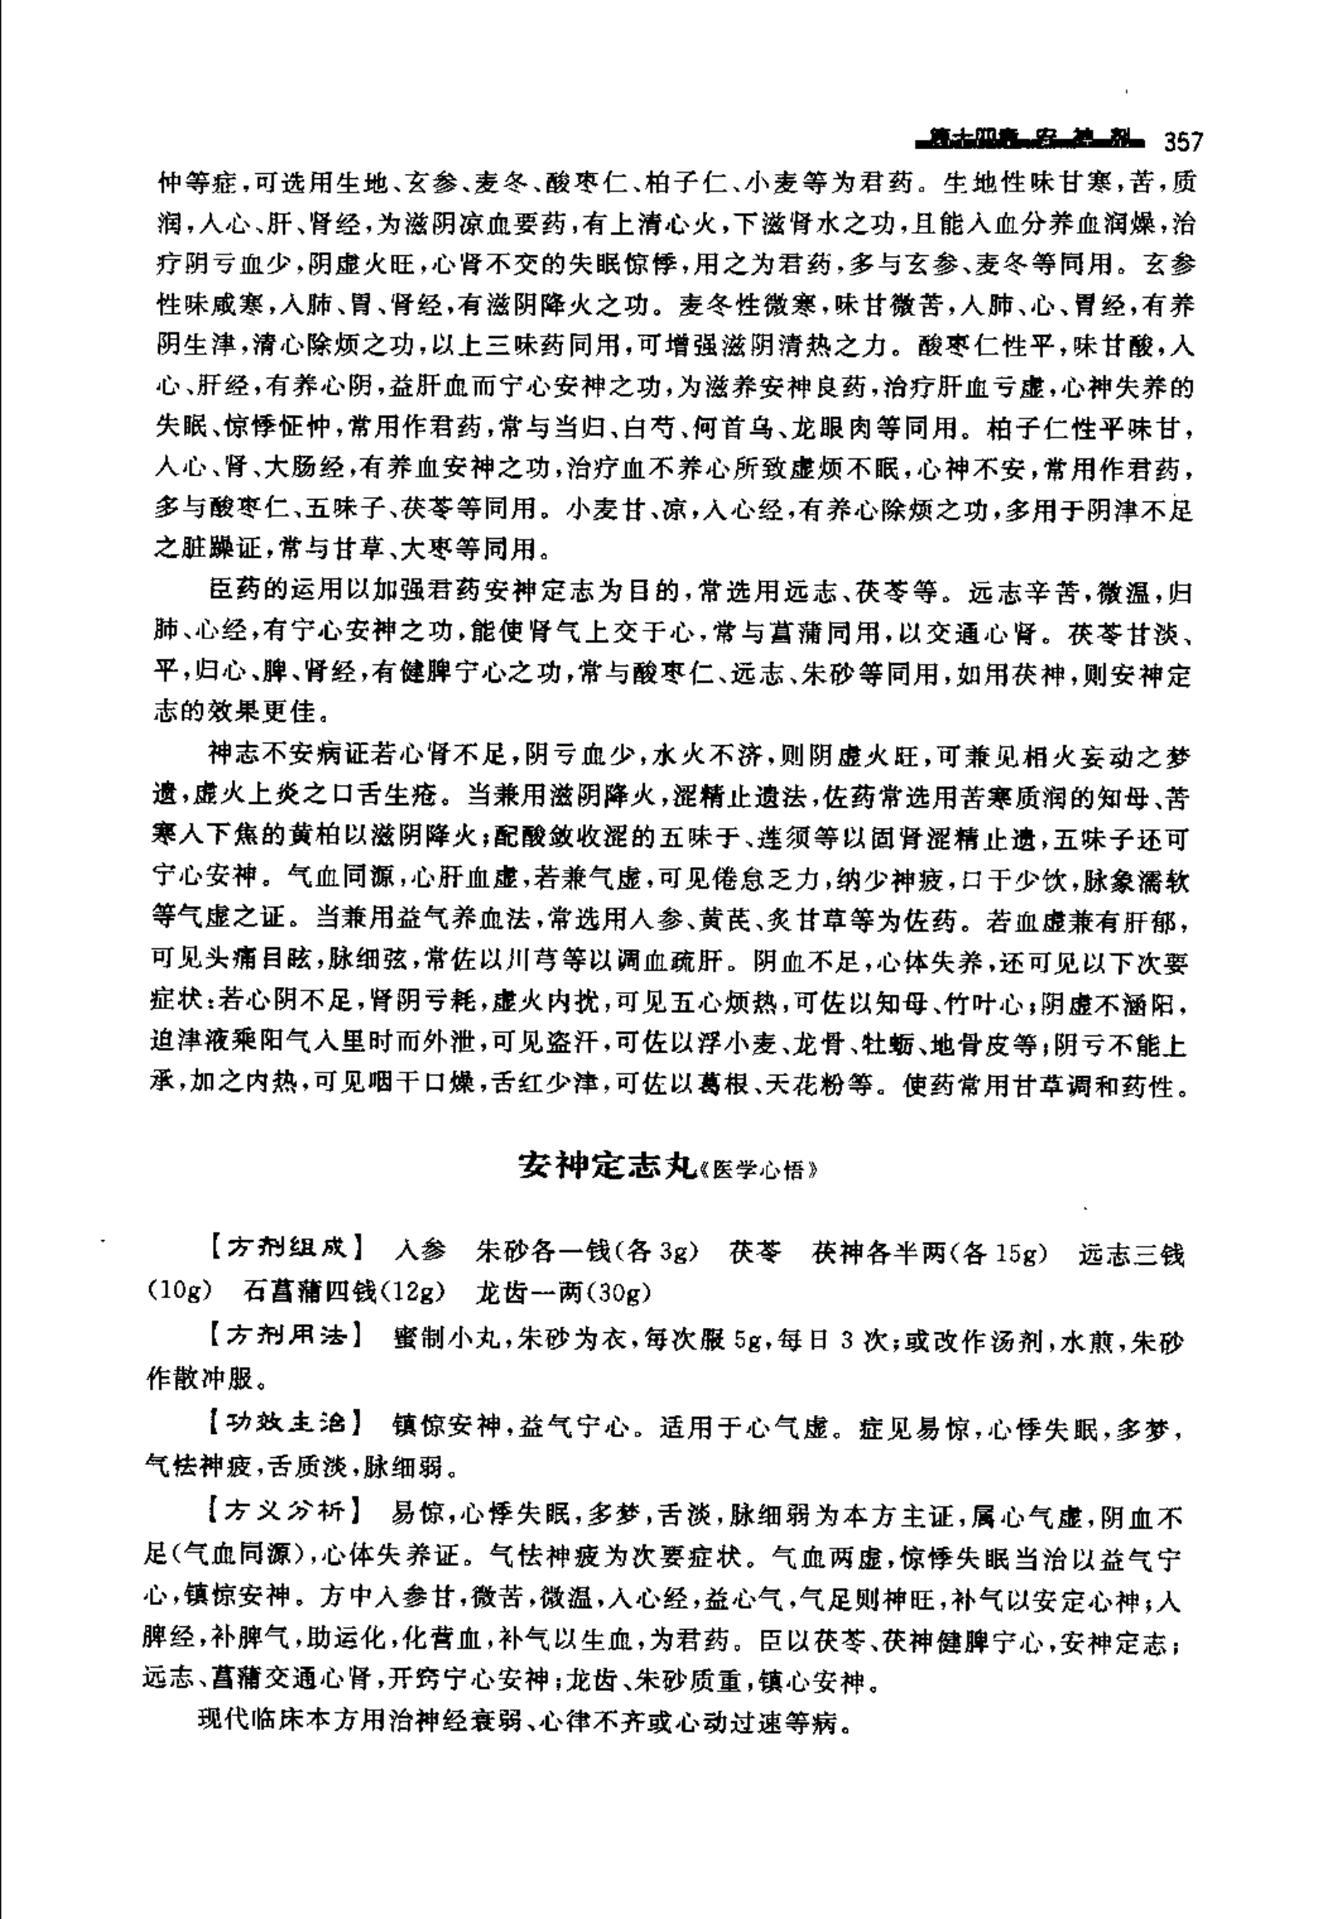 第十四章 安神剂 357
忡等症，可选用生地、玄参、麦冬、酸枣仁、柏子仁、小麦等为君药。生地性味甘寒，苦，质
润，入心、肝、肾经，为滋阴凉血要药，有上清心火，下滋肾水之功，且能入血分养血润燥，治
疗阴亏血少，阴虚火旺，心肾不交的失眠惊悸，用之为君药，多与玄参、麦冬等同用。玄参
性味咸寒，入肺、胃、肾经，有滋阴降火之功。麦冬性微寒，味甘微苦，入肺、心、胃经，有养
阴生津，清心除烦之功，以上三味药同用，可增强滋阴清热之力。酸枣仁性平，味甘酸，入
心、肝经，有养心阴，益肝血而宁心安神之功，为滋养安神良药，治疗肝血亏虚，心神失养的
失眠、惊悸怔忡，常用作君药，常与当归、白芍、何首乌、龙眼肉等同用。柏子仁性平味甘，
入心、肾、大肠经，有养血安神之功，治疗血不养心所致虚烦不眠，心神不安，常用作君药，
多与酸枣仁、五味子、茯苓等同用。小麦甘、凉，入心经，有养心除烦之功，多用于阴津不足
之脏躁证，常与甘草、大枣等同用。
臣药的运用以加强君药安神定志为目的，常选用远志、茯苓等。远志辛苦，微温，归
肺、心经，有宁心安神之功，能使肾气上交于心，常与菖蒲同用，以交通心肾。茯苓甘淡、
平，归心、脾、肾经，有健脾宁心之功，常与酸枣仁、远志、朱砂等同用，如用茯神，则安神定
志的效果更佳。
神志不安病证若心肾不足，阴亏血少，水火不济，则阴虚火旺，可兼见相火妄动之梦
遗，虚火上炎之口舌生疮。当兼用滋阴降火，涩精止遗法，佐药常选用苦寒质润的知母、苦
寒入下焦的黄柏以滋阴降火；配酸敛收涩的五味于、莲须等以固肾涩精止遗，五味子还可
宁心安神。气血同源，心肝血虚，若兼气虚，可见倦怠乏力，纳少神疲，口干少饮，脉象濡软
等气虚之证。当兼用益气养血法，常选用人参、黄芪、炙甘草等为佐药。若血虚兼有肝郁，
可见头痛目眩，脉细弦，常佐以川芎等以调血疏肝。阴血不足，心体失养，还可见以下次要
症状：若心阴不足，肾阴亏耗，虚火内扰，可见五心烦热，可佐以知母、竹叶心；阴虚不涵阳，
迫津液乘阳气入里时而外泄，可见盗汗，可佐以浮小麦、龙骨、牡蛎、地骨皮等；阴亏不能上
承，加之内热，可见咽干口燥，舌红少津，可佐以葛根、天花粉等。使药常用甘草调和药性。
安神定志丸《医学心悟》
【方剂组成】 人参 朱砂各一钱(各3g) 茯苓 茯神各半两(各15g) 远志三钱
(10g) 石菖蒲四钱(12g) 龙齿一两(30g)
【方剂用法】 蜜制小丸，朱砂为衣，每次服5g，每日3次；或改作汤剂，水煎，朱砂
作散冲服。
【功效主治】 镇惊安神，益气宁心。适用于心气虚。症见易惊，心悸失眠，多梦，
气怯神疲，舌质淡，脉细弱。
【方义分析】 易惊，心悸失眠，多梦，舌淡，脉细弱为本方主证，属心气虚，阴血不
足(气血同源)，心体失养证。气怯神疲为次要症状。气血两虚，惊悸失眠当治以益气宁
心，镇惊安神。方中人参甘，微苦，微温，入心经，益心气，气足则神旺，补气以安定心神；入
脾经，补脾气，助运化，化营血，补气以生血，为君药。臣以茯苓、茯神健脾宁心，安神定志；
远志、菖蒲交通心肾，开窍宁心安神；龙齿、朱砂质重，镇心安神。
现代临床本方用治神经衰弱、心律不齐或心动过速等病。